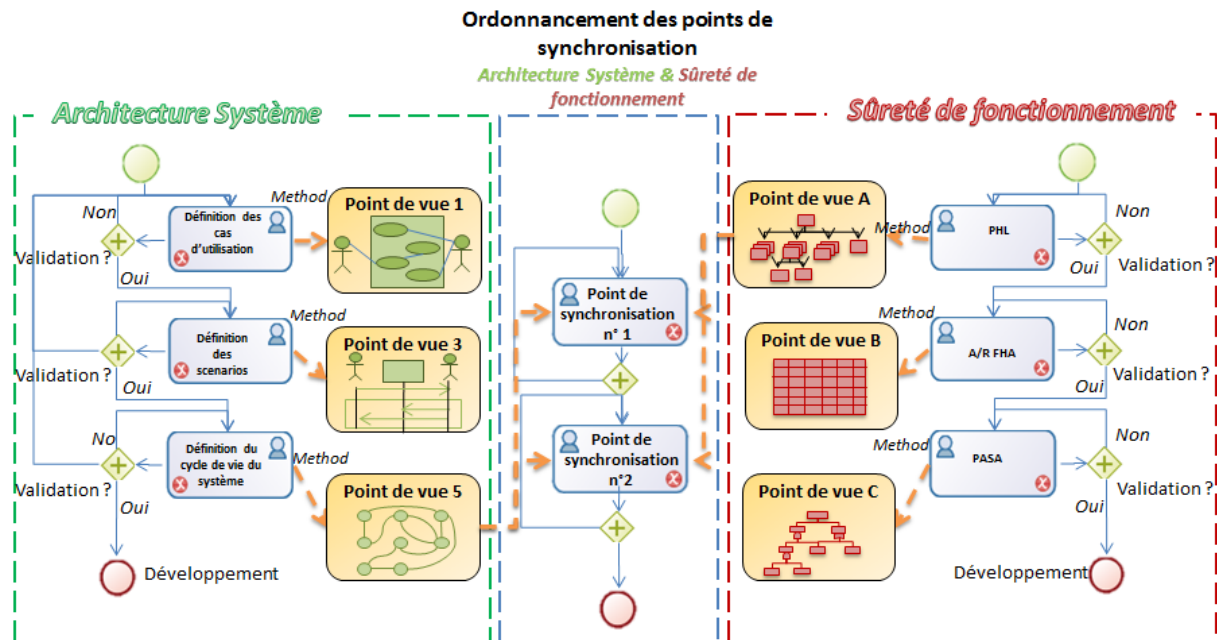 Ordonnancement des points de
synchronisation
Architecture Système & Sûreté de
fonctionnement
Architecture Système
Non
Validation ?
Oui
Définition des
cas
d'utilisation
Method
Point de vue 1
Validation ?
Oui
Définition
des
scenarios
Method
Point de vue 3
No
Validation ?
Oui
Définition du
cycle de vie du
système
Method
Point de vue 5
Développement
Point de
synchronisation
n° 1
Point de
synchronisation
n°2
Sûreté de fonctionnement
Point de vue A
Method
PHL
Non
Oui
Validation ?
Point de vue B
Method
A/R FHA
Non
Oui
Validation ?
Point de vue C
Method
PASA
Non
Oui
Validation ?
Développement